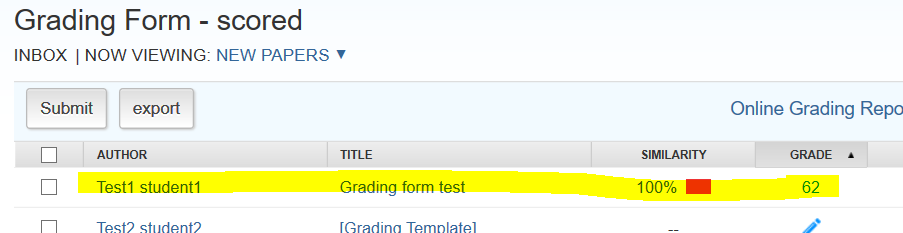 Grading Form - scored
INBOX | NOW VIEWING: NEW PAPERS ▼
Submit export Online Grading Repo
AUTHOR TITLE SIMILARITY GRADE ▲
Test1 student1 Grading form test 100% 62
Test2 student2 [Grading Template] --